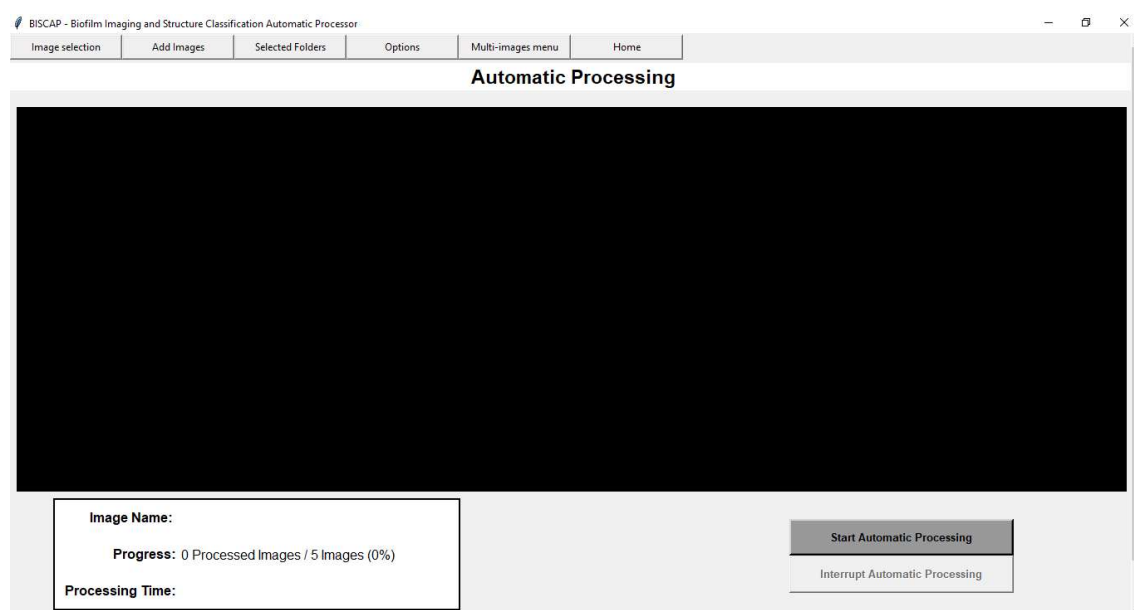 BISCAP - Biofilm Imaging and Structure Classification Automatic Processor
Image selection Add Images Selected Folders Options Multi-images menu Home
Automatic Processing
Image Name:
Progress: 0 Processed Images / 5 Images (0%)
Processing Time:
Start Automatic Processing
Interrupt Automatic Processing